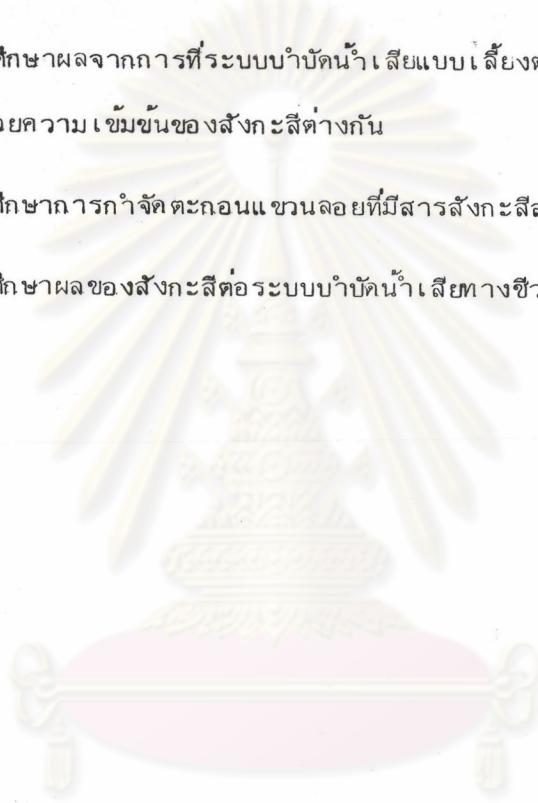 ศึกษาผลจากการที่ระบบบำบัดน้ำเสียแบบเลี้ยง
ความเข้มข้นของสังกะสีต่างกัน
ศึกษาการกำจัดตะกอนแขวนลอยที่มีสารสังกะสี
ศึกษาผลของสังกะสีต่อระบบบำบัดน้ำเสียทาง